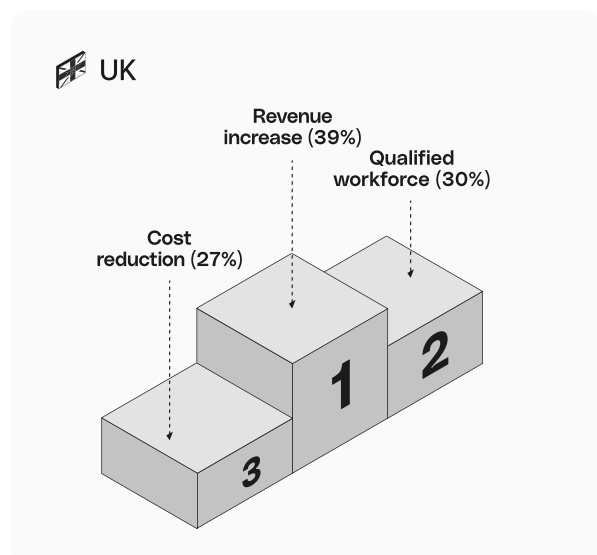 UK
Revenue
increase (39%)
Qualified
workforce (30%)
Cost
reduction (27%)
1
2
3